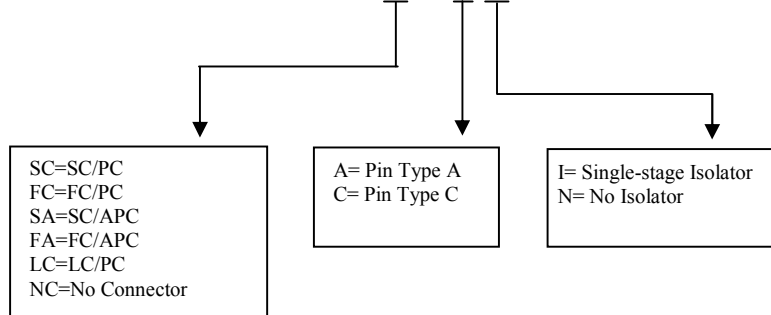 SC=SC/PC
FC=FC/PC
SA=SC/APC
FA=FC/APC
LC=LC/PC
NC=No Connector
A= Pin Type A
C= Pin Type C
I= Single-stage Isolator
N= No Isolator